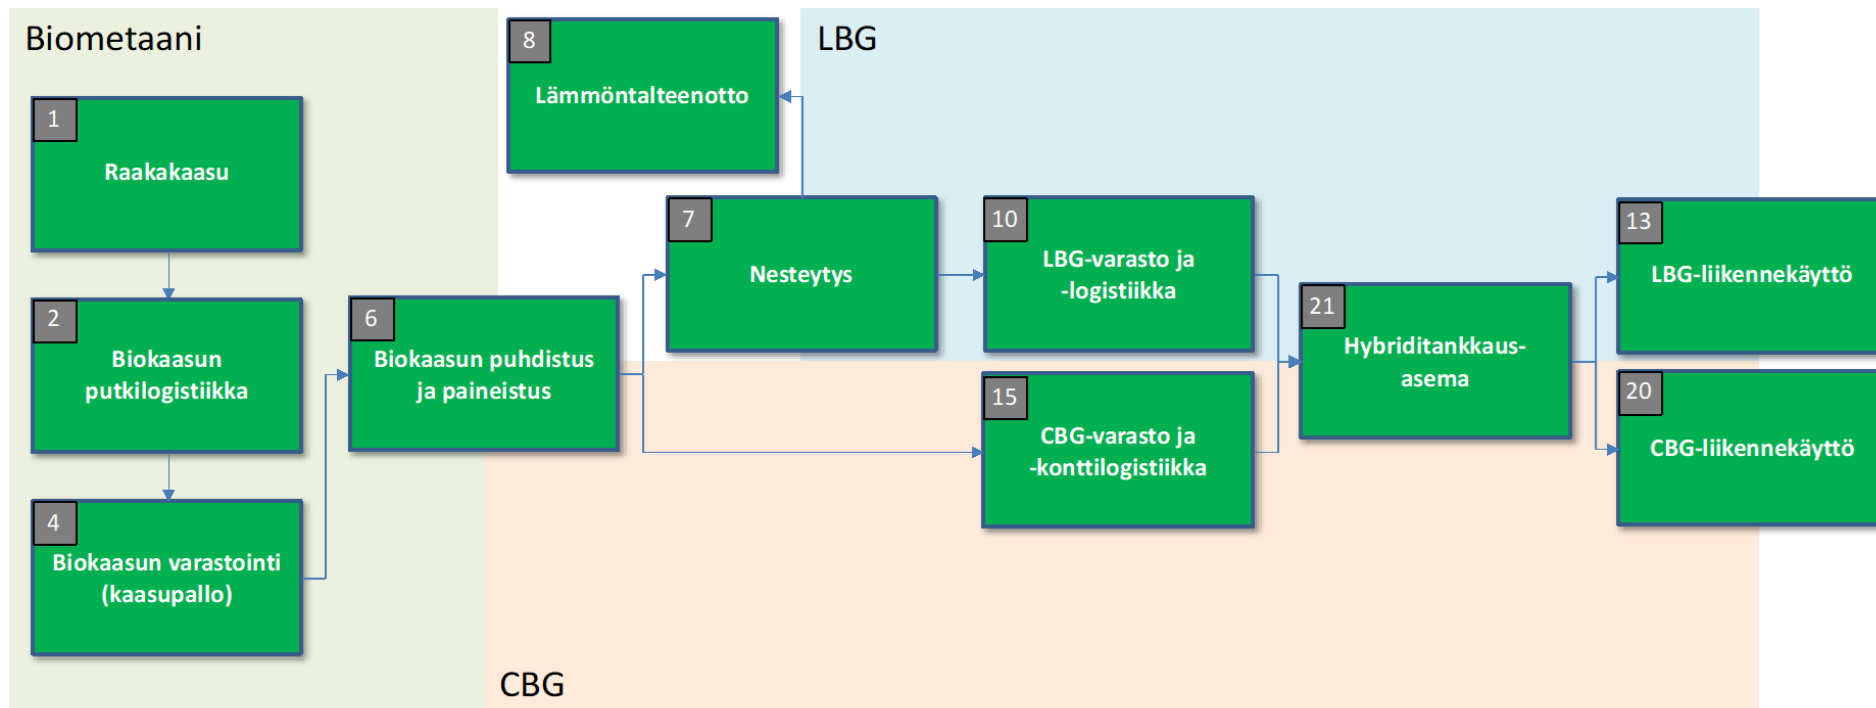 Biometaani
1
Raakakaasu
2
Biokaasun
putkilogistiikka
4
Biokaasun varastointi
(kaasupallo)
6
Biokaasun puhdistus
ja paineistus
8
Lämmöntalteenotto
7
Nesteytys
LBG
10
LBG-varasto ja
-logistiikka
15
CBG-varasto ja
-konttilogistiikka
21
Hybriditankkaus-
asema
13
LBG-liikennekäyttö
20
CBG-liikennekäyttö
CBG